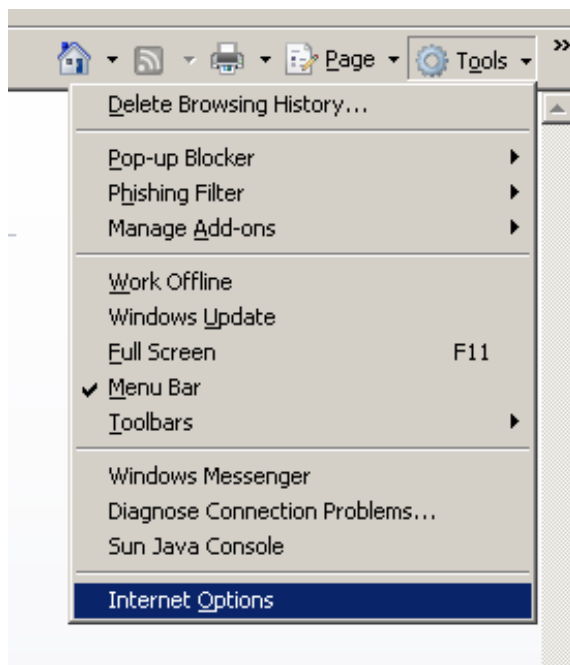 Page Tools »
Delete Browsing History...
Pop-up Blocker
Phishing Filter
Manage Add-ons
Work Offline
Windows Update
Full Screen F11
Menu Bar
Toolbars
Windows Messenger
Diagnose Connection Problems...
Sun Java Console
Internet Options